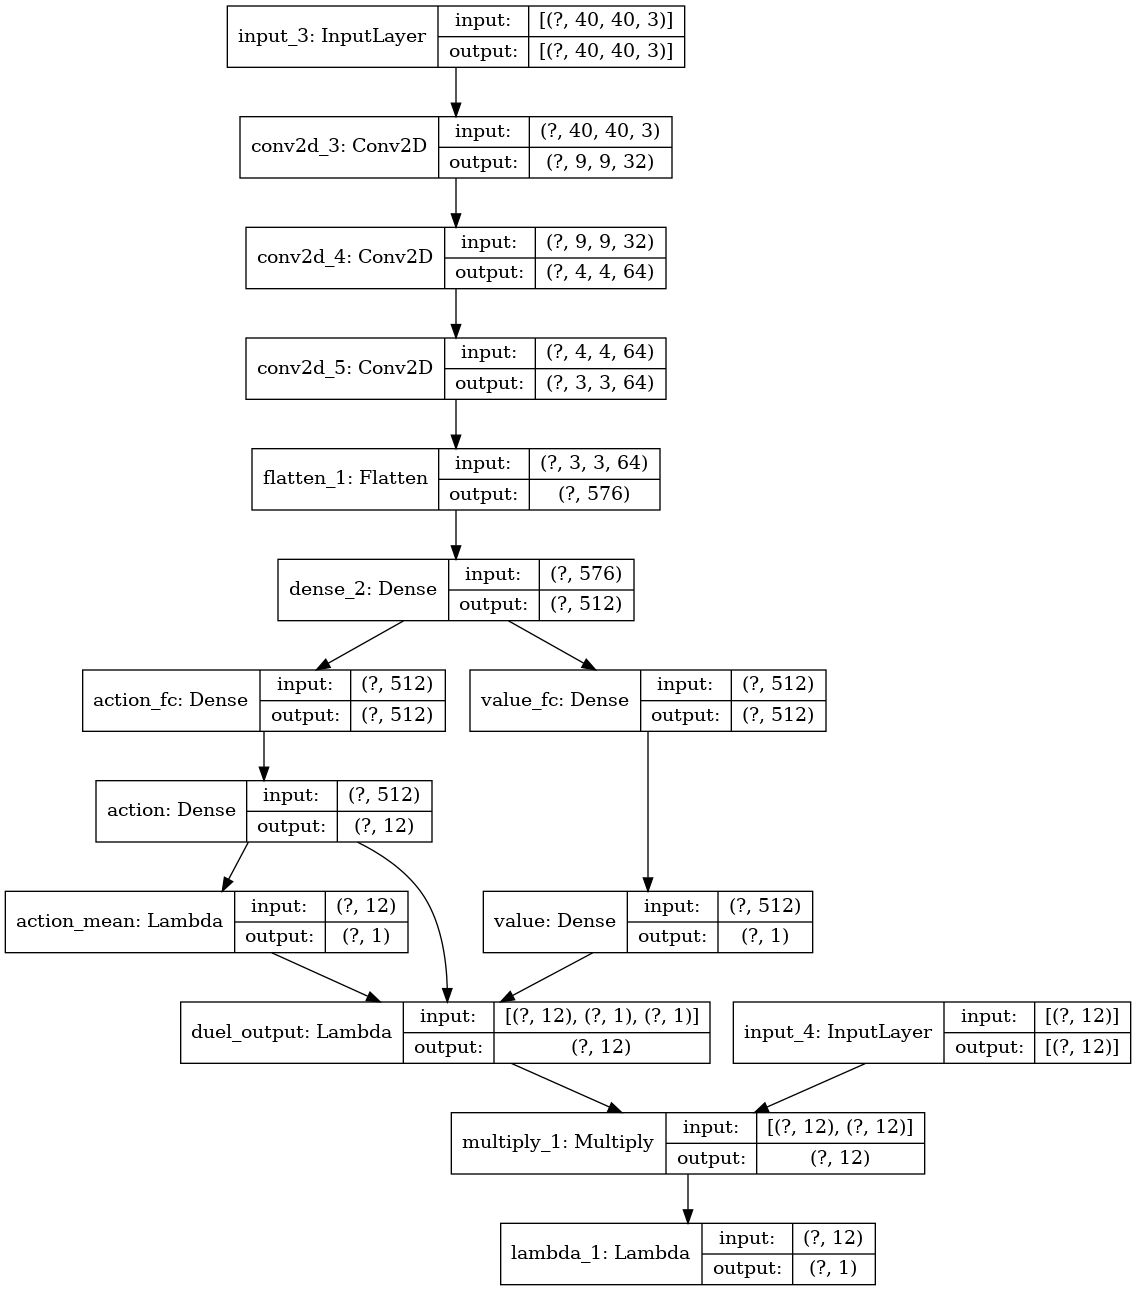 input_3: InputLayer
input: [(?, 40, 40, 3)]
output: [(?, 40, 40, 3)]
conv2d_3: Conv2D
input: (?, 40, 40, 3)
output: (?, 9, 9, 32)
conv2d_4: Conv2D
input: (?, 9, 9, 32)
output: (?, 4, 4, 64)
conv2d_5: Conv2D
input: (?, 4, 4, 64)
output: (?, 3, 3, 64)
flatten_1: Flatten
input: (?, 3, 3, 64)
output: (?, 576)
dense_2: Dense
input: (?, 576)
output: (?, 512)
action_fc: Dense
input: (?, 512)
output: (?, 512)
value_fc: Dense
input: (?, 512)
output: (?, 512)
action: Dense
input: (?, 512)
output: (?, 12)
action_mean: Lambda
input: (?, 12)
output: (?, 1)
value: Dense
input: (?, 512)
output: (?, 1)
duel_output: Lambda
input: [(?, 12), (?, 1), (?, 1)]
output: (?, 12)
input_4: InputLayer
input: [(?, 12)]
output: [(?, 12)]
multiply_1: Multiply
input: [(?, 12), (?, 12)]
output: (?, 12)
lambda_1: Lambda
input: (?, 12)
output: (?, 1)